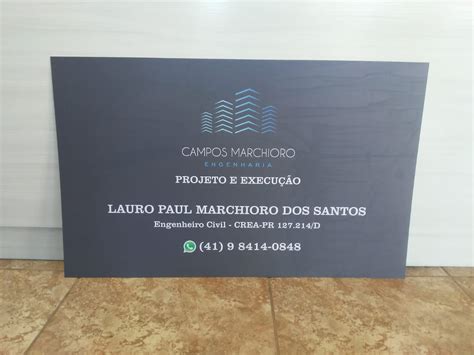 CAMPOS MARCHIORO
ENGENHARIA
PROJETO E EXECUÇÃO
LAURO PAUL MARCHIORO DOS SANTOS
Engenheiro Civil - CREA-PR 127.214/D
(41) 9 8414-0848